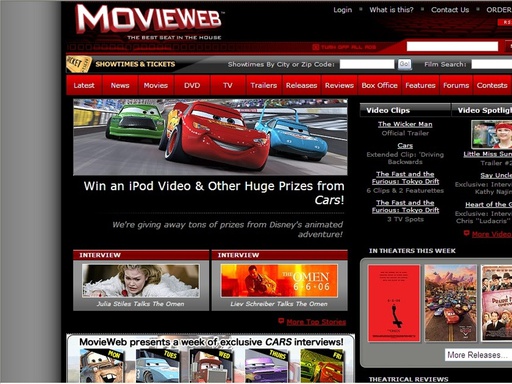 MOVIEWEB™
THE BEST SEAT IN THE HOUSE
Login What is this? Contact Us ORDER
TURN OFF ALL ADS
SHOWTIMES & TICKETS
Showtimes By City or Zip Code: Go Film Search:
Latest News Movies DVD TV Trailers Releases Reviews Box Office Features Forums Contests
Win an iPod Video & Other Huge Prizes from
Cars!
We're giving away tons of prizes from Disney's animated
adventure!
INTERVIEW
Julia Stiles Talks The Omen
INTERVIEW
THE OMEN
6-6-06
Liev Schreiber Talks The Omen
More Top Stories
MovieWeb presents a week of exclusive CARS interviews!
MON TUES WED THURS FRI
Video Clips
The Wicker Man
Official Trailer
Cars
Extended Clip: 'Driving
Backwards
The Fast and the
Furious: Tokyo Drift
6 Clips & 2 Featurettes
The Fast and the
Furious: Tokyo Drift
3 TV Spots
Video Spotligh
Little Miss Sun
Trailer #2
Say Uncle
Exclusive: Interv
Kathy Najin
Heart of the G
Exclusive: Interv
Chris "Ludacris"
More Video
IN THEATERS THIS WEEK
More Releases...
THEATRICAL REVIEWS